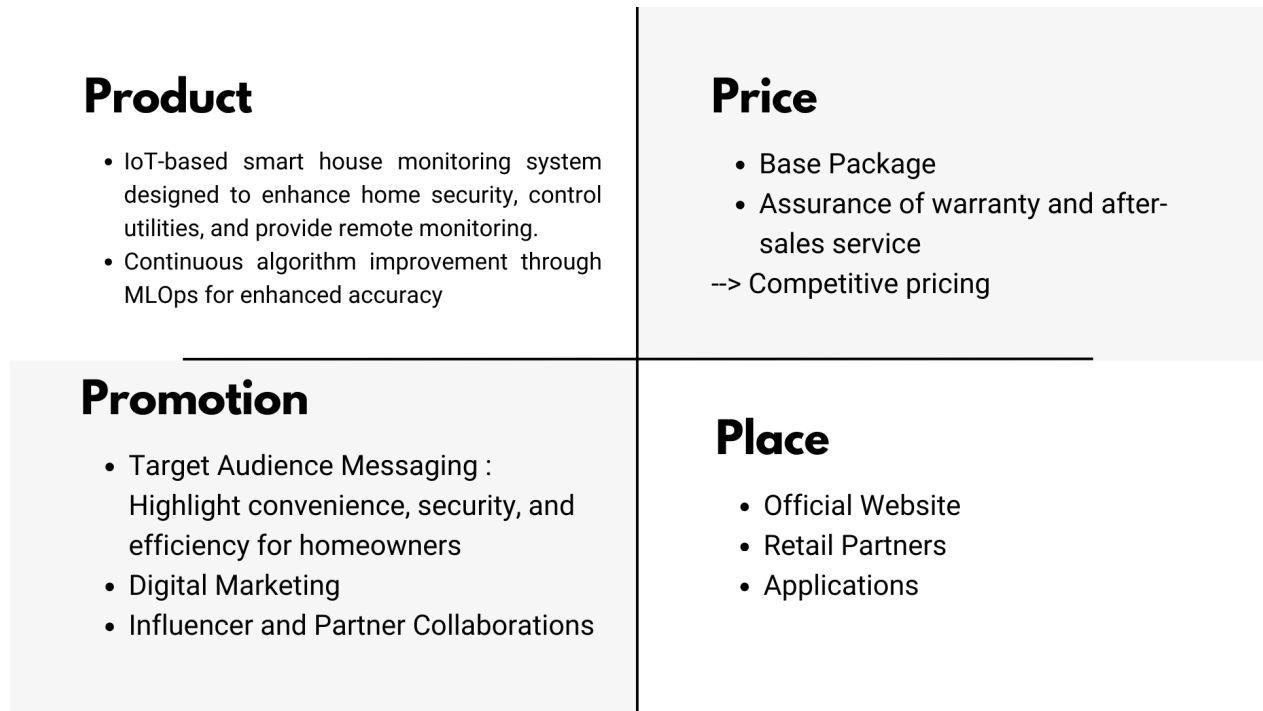 Product
• IoT-based smart house monitoring system
designed to enhance home security, control
utilities, and provide remote monitoring.
• Continuous algorithm improvement through
MLOps for enhanced accuracy
Price
• Base Package
• Assurance of warranty and after-
sales service
--> Competitive pricing
Promotion
• Target Audience Messaging :
Highlight convenience, security, and
efficiency for homeowners
• Digital Marketing
• Influencer and Partner Collaborations
Place
• Official Website
• Retail Partners
• Applications